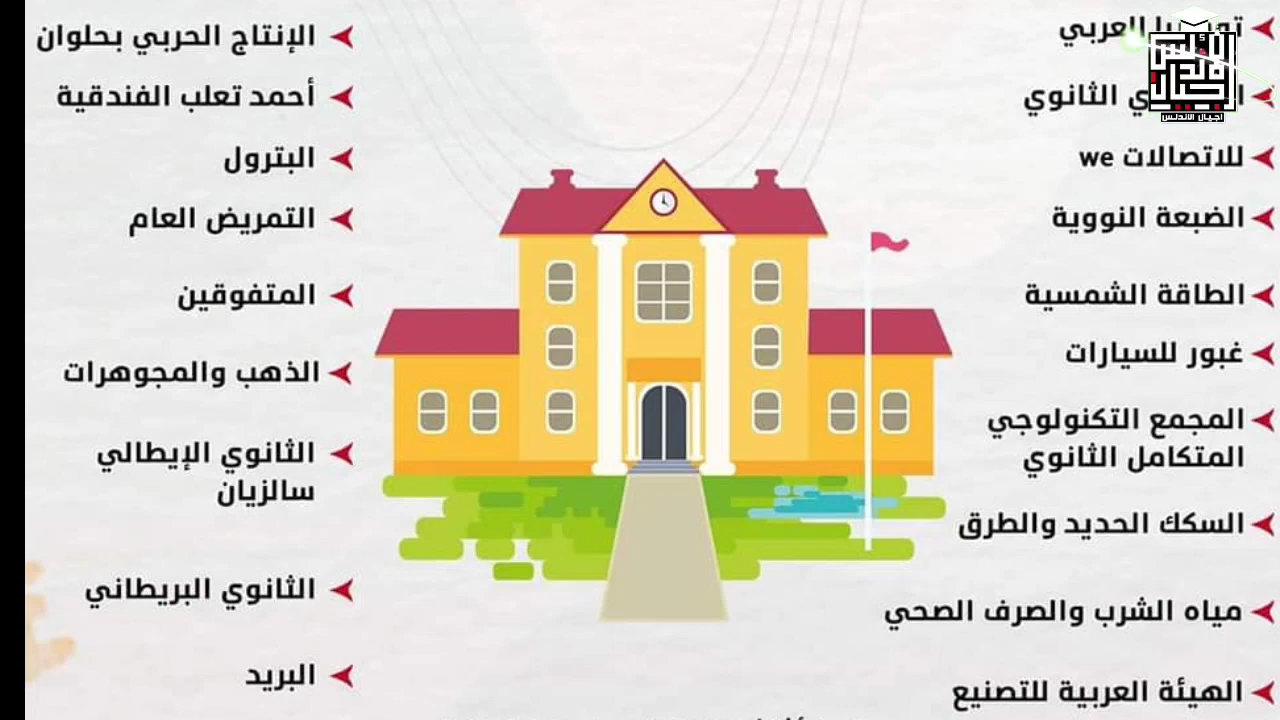 العربي
الثانوي
للاتصالات we
الضبعة النووية
الطاقة الشمسية
غبور للسيارات
المجمع التكنولوجي
المتكامل الثانوي
السكك الحديد والطرق
مياه الشرب والصرف الصحي
الهيئة العربية للتصنيع
الإنتاج الحربي بحلوان
أحمد تعلب الفندقية
البترول
التمريض العام
المتفوقين
الذهب والمجوهرات
الثانوي الإيطالي
سالزيان
الثانوي البريطاني
البريد
اجيال الاندلس